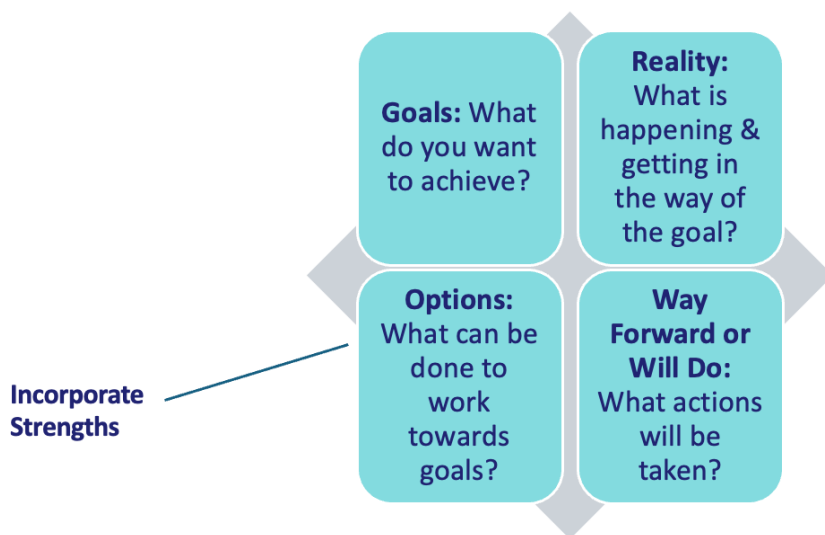 Goals: What
do you want
to achieve?
Reality:
What is
happening &
getting in
the way of
the goal?
Options:
What can be
done to
work
towards
goals?
Way
Forward or
Will Do:
What actions
will be
taken?
Incorporate
Strengths